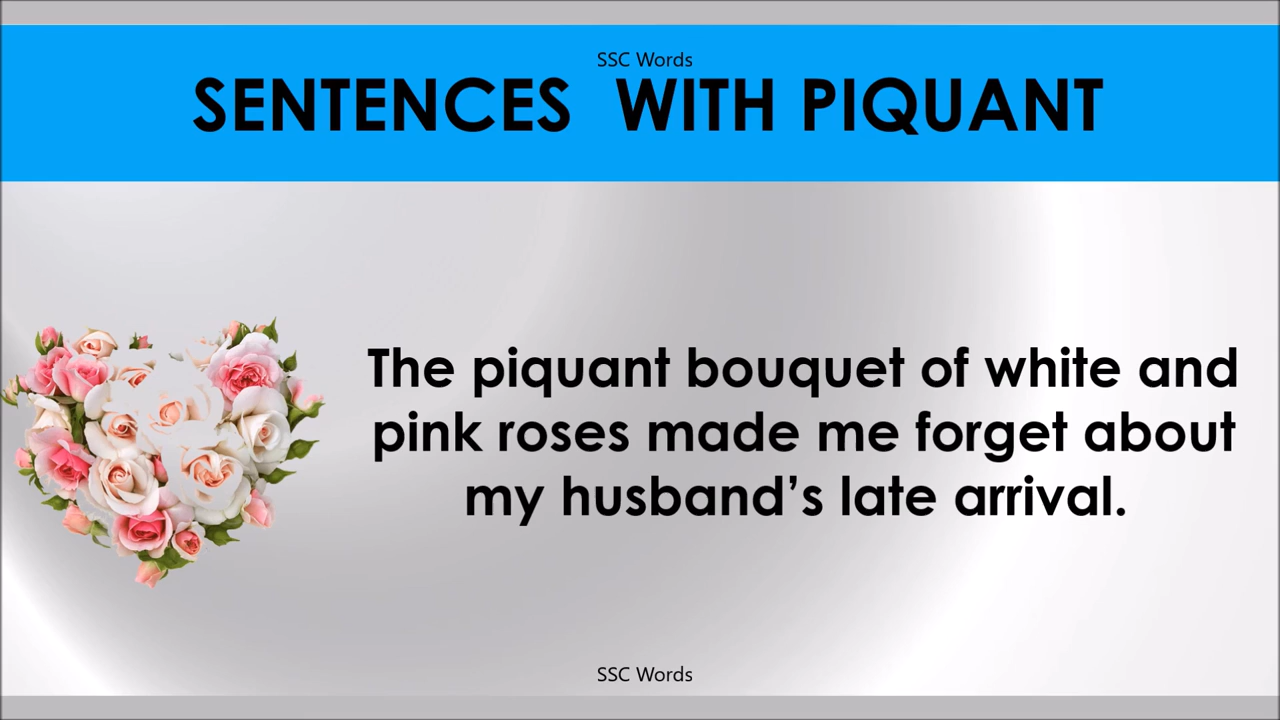 SSC Words
SENTENCES WITH PIQUANT
The piquant bouquet of white and
pink roses made me forget about
my husband’s late arrival.
SSC Words